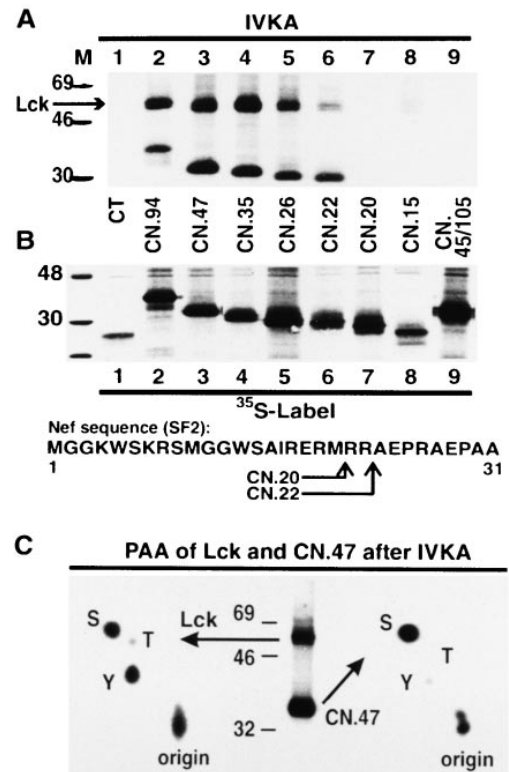 A
IVKA
M 1 2 3 4 5 6 7 8 9
69
Lck
46
30
CT CN.94 CN.47 CN.35 CN.26 CN.22 CN.20 CN.15 CN. 45/105
B
48
30
1 2 3 4 5 6 7 8 9
35S-Label
Nef sequence (SF2):
MGGKWSKRSMGGWSAIRERMRRAEPRAEPAA
1 31
CN.20
CN.22
C
PAA of Lck and CN.47 after IVKA
S T Lck 69 S T
46
Y CN.47 Y
32
origin origin